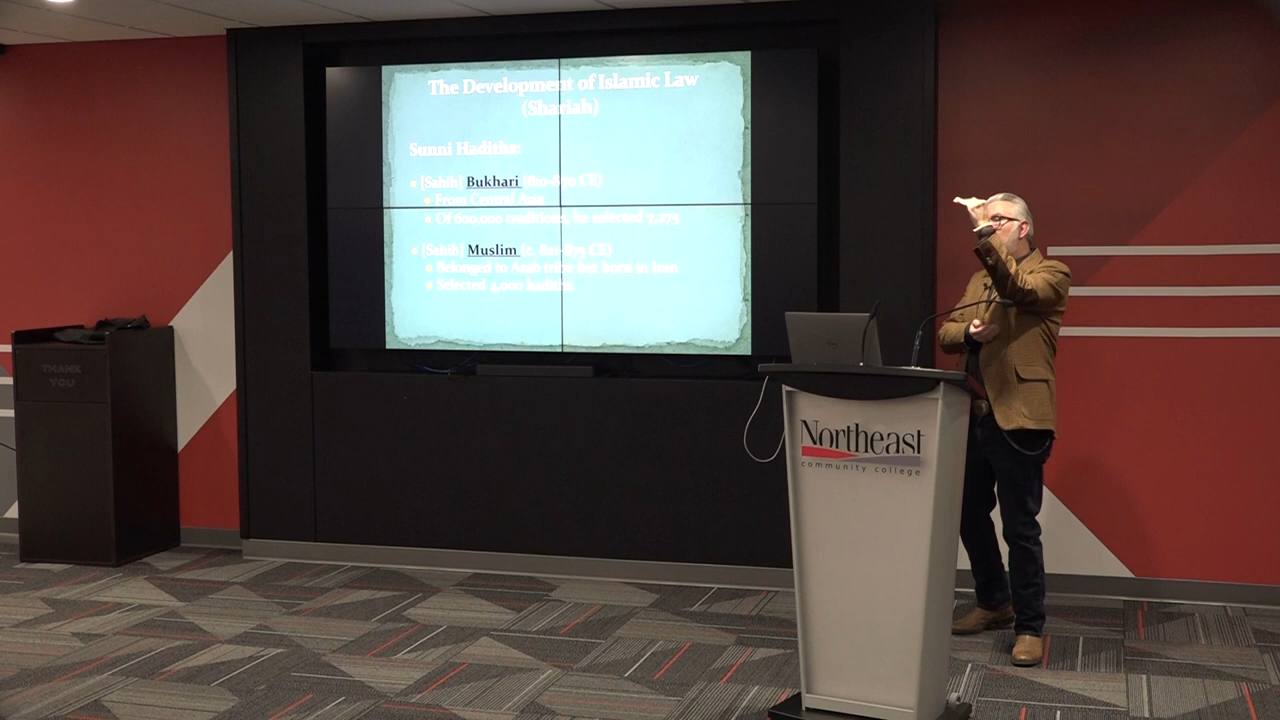 The Development of Islamic Law
(Shariah)
Sunni Hadiths:
[Sahih] Bukhari (810-870 CE)
From Central Asia
Of 600,000 traditions, he selected 7,275
[Sahih] Muslim (c. 821-875 CE)
Belonged to Arab tribe but born in Iran
Selected 4,000 hadiths
THANK
YOU
DELL
Northeast
community college